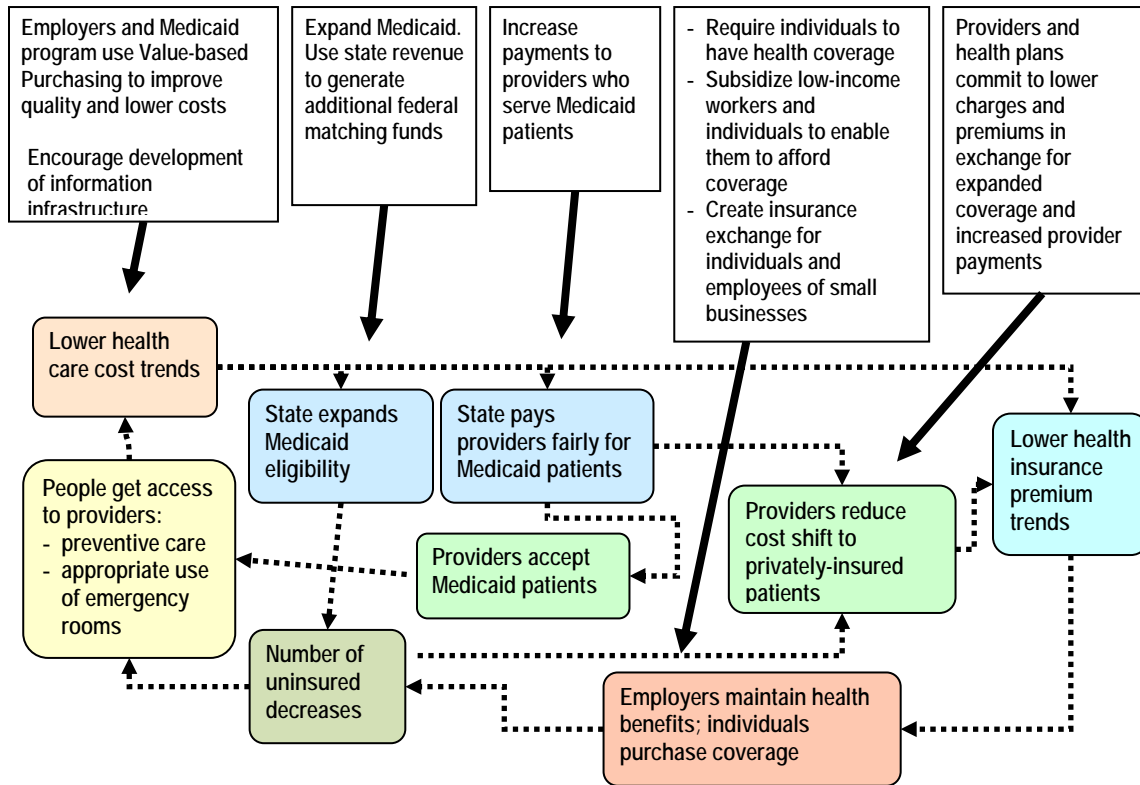 Employers and Medicaid
program use Value-based
Purchasing to improve
quality and lower costs
Encourage development
of information
infrastructure
Expand Medicaid.
Use state revenue
to generate
additional federal
matching funds
Increase
payments to
providers who
serve Medicaid
patients
- Require individuals to
have health coverage
- Subsidize low-income
workers and
individuals to enable
them to afford
coverage
- Create insurance
exchange for
individuals and
employees of small
businesses
Providers and
health plans
commit to lower
charges and
premiums in
exchange for
expanded
coverage and
increased provider
payments
Lower health
care cost trends
State expands
Medicaid
eligibility
State pays
providers fairly for
Medicaid patients
Lower health
insurance
premium
trends
People get access
to providers:
- preventive care
- appropriate use
of emergency
rooms
Providers accept
Medicaid patients
Providers reduce
cost shift to
privately-insured
patients
Number of
uninsured
decreases
Employers maintain health
benefits; individuals
purchase coverage